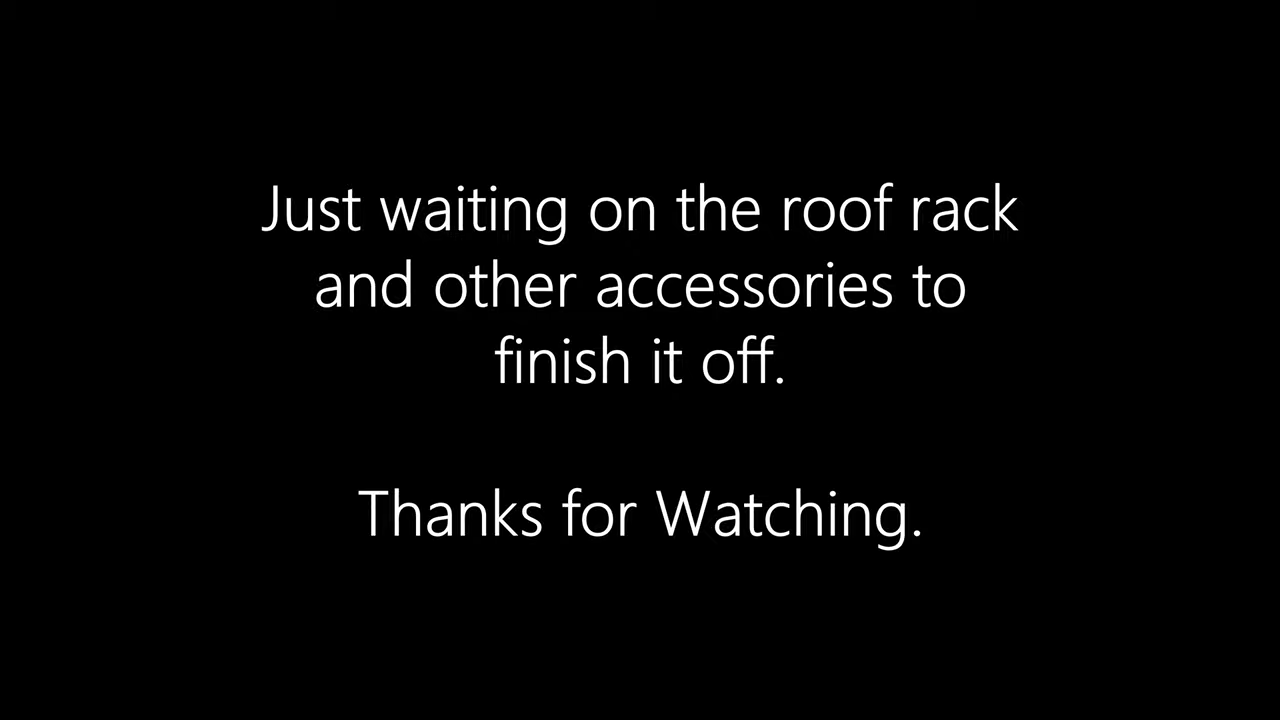 Just waiting on the roof rack
and other accessories to
finish it off.
Thanks for Watching.